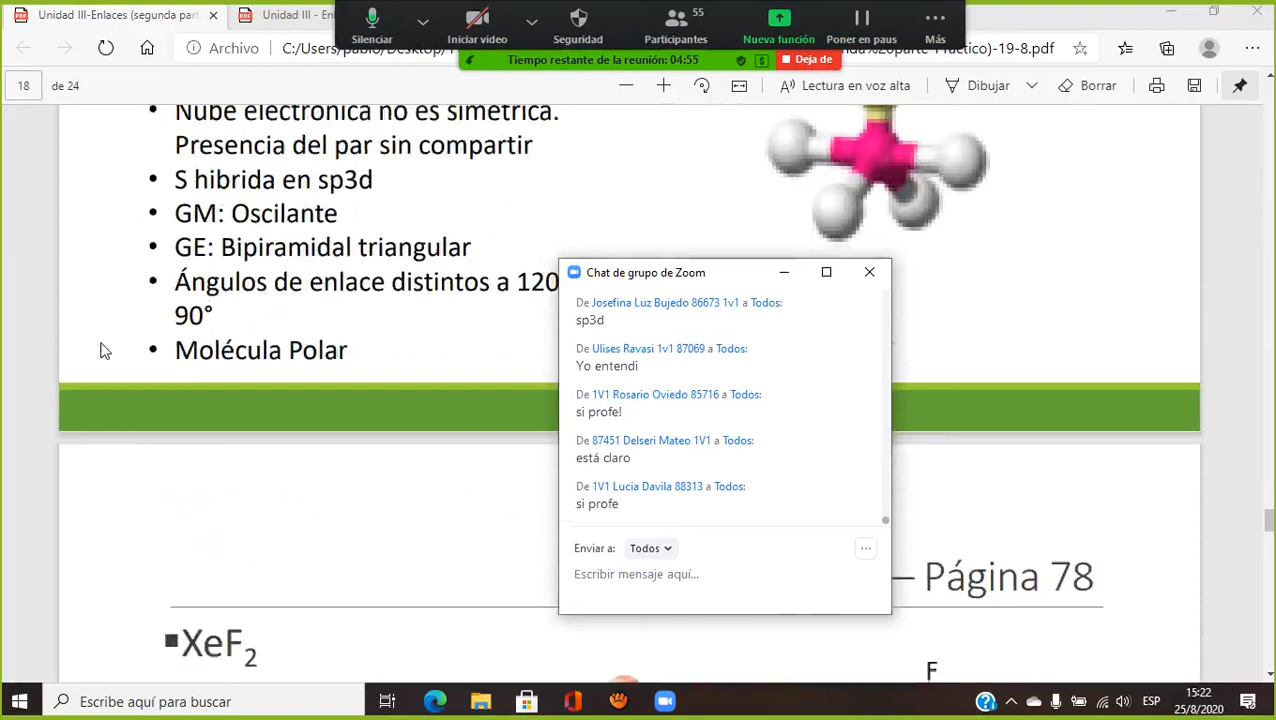 Unidad III-Enlaces (segunda part
Unidad III - En
55
Silenciar
Iniciar video
Seguridad
Participantes
Nueva función
Poner en paus
Más
Archivo
C:/Users/pablo/Desktop/
)-19-8.pdf
Tiempo restante de la reunión: 04:55
Deja de
18 de 24
Lectura en voz alta
Dibujar
Borrar
Nube electrónica no es simétrica.
Presencia del par sin compartir
• S hibrida en sp3d
• GM: Oscilante
• GE: Bipiramidal triangular
• Ángulos de enlace distintos a 120
90°
• Molécula Polar
Chat de grupo de Zoom
De Josefina Luz Bujedo 86673 1v1 a Todos:
sp3d
De Ulises Ravasi 1v1 87069 a Todos:
Yo entendi
De 1V1 Rosario Oviedo 85716 a Todos:
si profe!
De 87451 Delseri Mateo 1V1 a Todos:
está claro
De 1V1 Lucia Davila 88313 a Todos:
si profe
Enviar a: Todos
Escribir mensaje aquí...
– Página 78
XeF2
F
Escribe aquí para buscar
ESP
15:22
25/8/2020